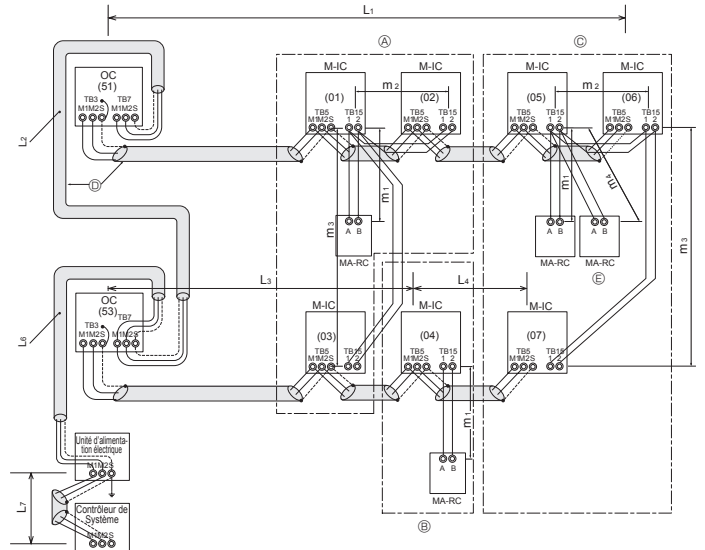 L1
Ⓐ
Ⓒ
M-IC
M-IC
M-IC
M-IC
OC
(51)
TB3
TB7
M1M2S
M1M2S
(01)
m2
(02)
(05)
m2
(06)
TB5
M1M2S
TB15
1 2
TB5
M1M2S
TB15
1 2
TB5
M1M2S
TB15
1 2
TB5
M1M2S
TB15
1 2
L2
Ⓓ
m1
m3
m1
m4
m3
A B
MA-RC
A B
MA-RC
A B
MA-RC
Ⓔ
L3
L4
L6
OC
(53)
TB3
TB7
M1M2S
M1M2S
M-IC
M-IC
M-IC
(03)
(04)
(07)
TB5
M1M2S
TB15
1 2
TB5
M1M2S
TB15
1 2
TB5
M1M2S
TB15
1 2
m1
A B
MA-RC
Ⓑ
Unité d'alimenta-
tion électrique
M1M2S
L7
Contrôleur de
Système
M1M2S